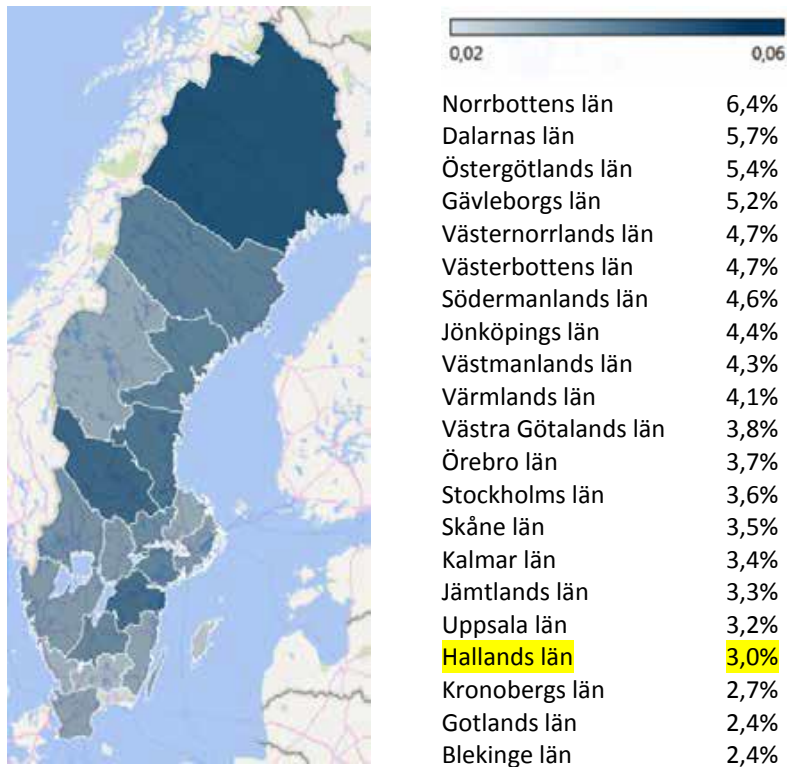 0,02 0,06
Norrbottens län 6,4%
Dalarnas län 5,7%
Östergötlands län 5,4%
Gävleborgs län 5,2%
Västernorrlands län 4,7%
Västerbottens län 4,7%
Södermanlands län 4,6%
Jönköpings län 4,4%
Västmanlands län 4,3%
Värmlands län 4,1%
Västra Götalands län 3,8%
Örebro län 3,7%
Stockholms län 3,6%
Skåne län 3,5%
Kalmar län 3,4%
Jämtlands län 3,3%
Uppsala län 3,2%
Hallands län 3,0%
Kronobergs län 2,7%
Gotlands län 2,4%
Blekinge län 2,4%